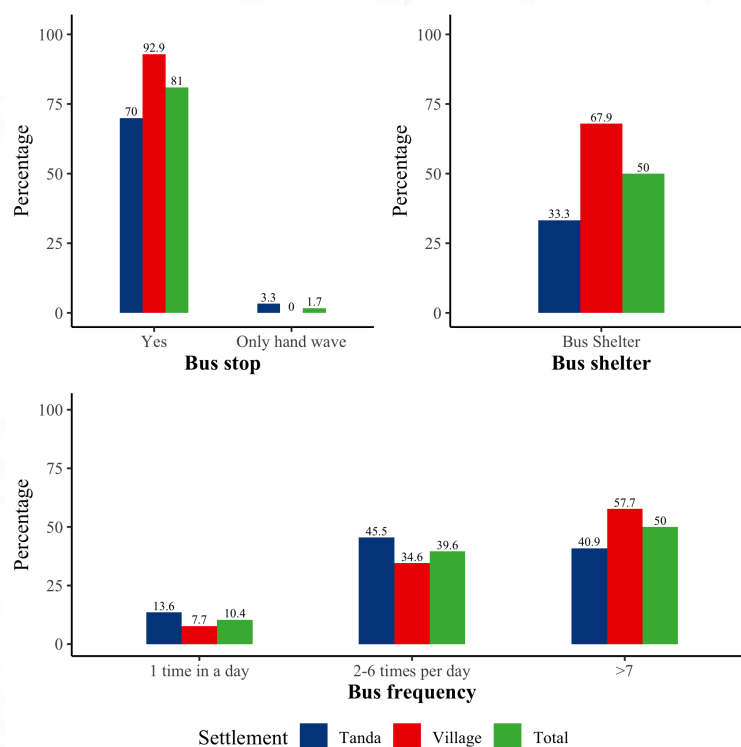 100
75
50
25
0
Percentage
70
92.9
81
3.3
0
1.7
Yes
Only hand wave
Bus stop
100
75
50
25
0
Percentage
33.3
67.9
50
Bus Shelter
Bus shelter
100
75
50
25
0
Percentage
13.6
7.7
10.4
45.5
34.6
39.6
40.9
57.7
50
1 time in a day
2-6 times per day
>7
Bus frequency
Settlement Tanda Village Total